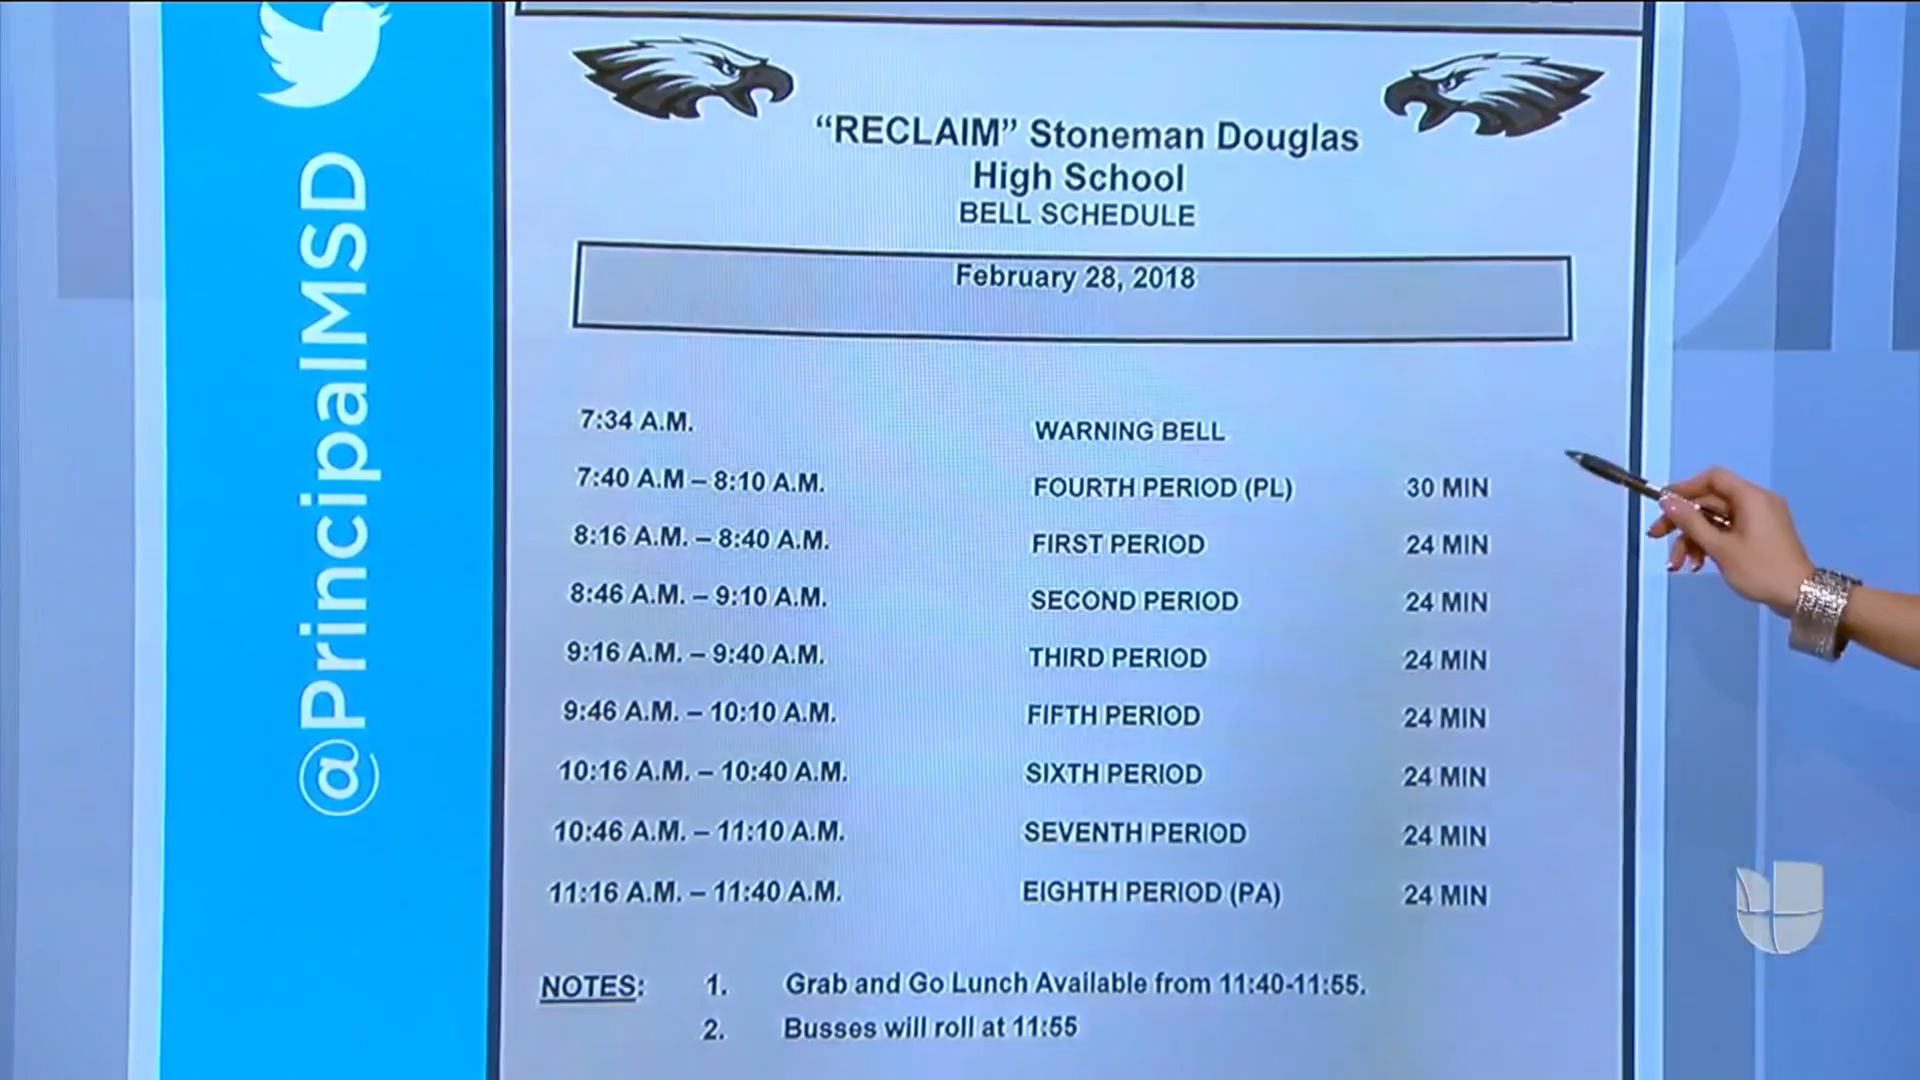 @PrincipalMSD
“RECLAIM” Stoneman Douglas
High School
BELL SCHEDULE
February 28, 2018
7:34 A.M. WARNING BELL
7:40 A.M – 8:10 A.M. FOURTH PERIOD (PL) 30 MIN
8:16 A.M. – 8:40 A.M. FIRST PERIOD 24 MIN
8:46 A.M. – 9:10 A.M. SECOND PERIOD 24 MIN
9:16 A.M. – 9:40 A.M. THIRD PERIOD 24 MIN
9:46 A.M. – 10:10 A.M. FIFTH PERIOD 24 MIN
10:16 A.M. – 10:40 A.M. SIXTH PERIOD 24 MIN
10:46 A.M. – 11:10 A.M. SEVENTH PERIOD 24 MIN
11:16 A.M. – 11:40 A.M. EIGHTH PERIOD (PA) 24 MIN
NOTES: 1. Grab and Go Lunch Available from 11:40-11:55.
2. Busses will roll at 11:55